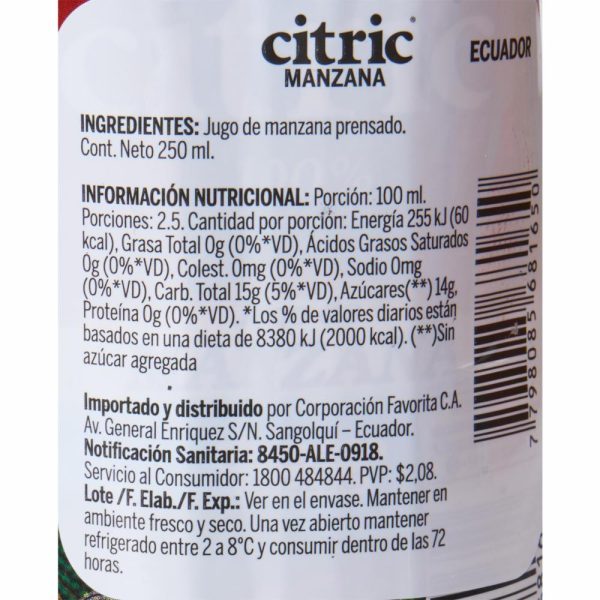 citric
MANZANA
ECUADOR
INGREDIENTES: Jugo de manzana prensado.
Cont. Neto 250 ml.
INFORMACIÓN NUTRICIONAL: Porción: 100 ml.
Porciones: 2.5. Cantidad por porción: Energía 255 kJ (60
kcal), Grasa Total 0g (0%*VD), Ácidos Grasos Saturados
0g (0%*VD), Colest. 0mg (0%*VD), Sodio 0mg
(0%*VD), Carb. Total 15g (5%*VD), Azúcares(**) 14g,
Proteína 0g (0%*VD). *Los % de valores diarios están
basados en una dieta de 8380 kJ (2000 kcal). (**)Sin
azúcar agregada
Importado y distribuido por Corporación Favorita C.A.
Av. General Enriquez S/N. Sangolquí – Ecuador.
Notificación Sanitaria: 8450-ALE-0918.
Servicio al Consumidor: 1800 484844. PVP: $2,08.
Lote /F. Elab./F. Exp.: Ver en el envase. Mantener en
ambiente fresco y seco. Una vez abierto mantener
refrigerado entre 2 a 8°C y consumir dentro de las 72
horas.
7 798085 681650